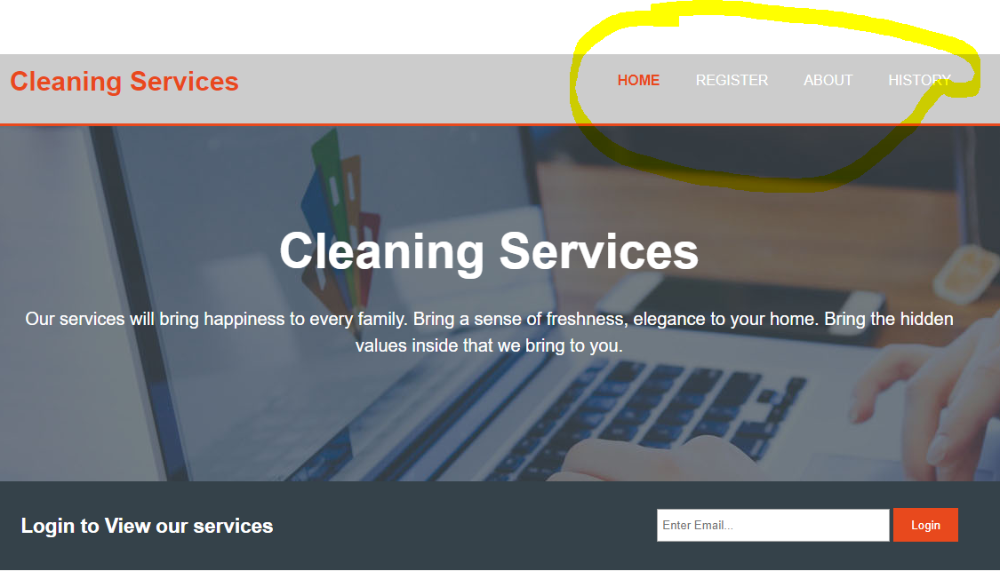 Cleaning Services
HOME REGISTER ABOUT HISTORY
Cleaning Services
Our services will bring happiness to every family. Bring a sense of freshness, elegance to your home. Bring the hidden
values inside that we bring to you.
Login to View our services
Enter Email... Login